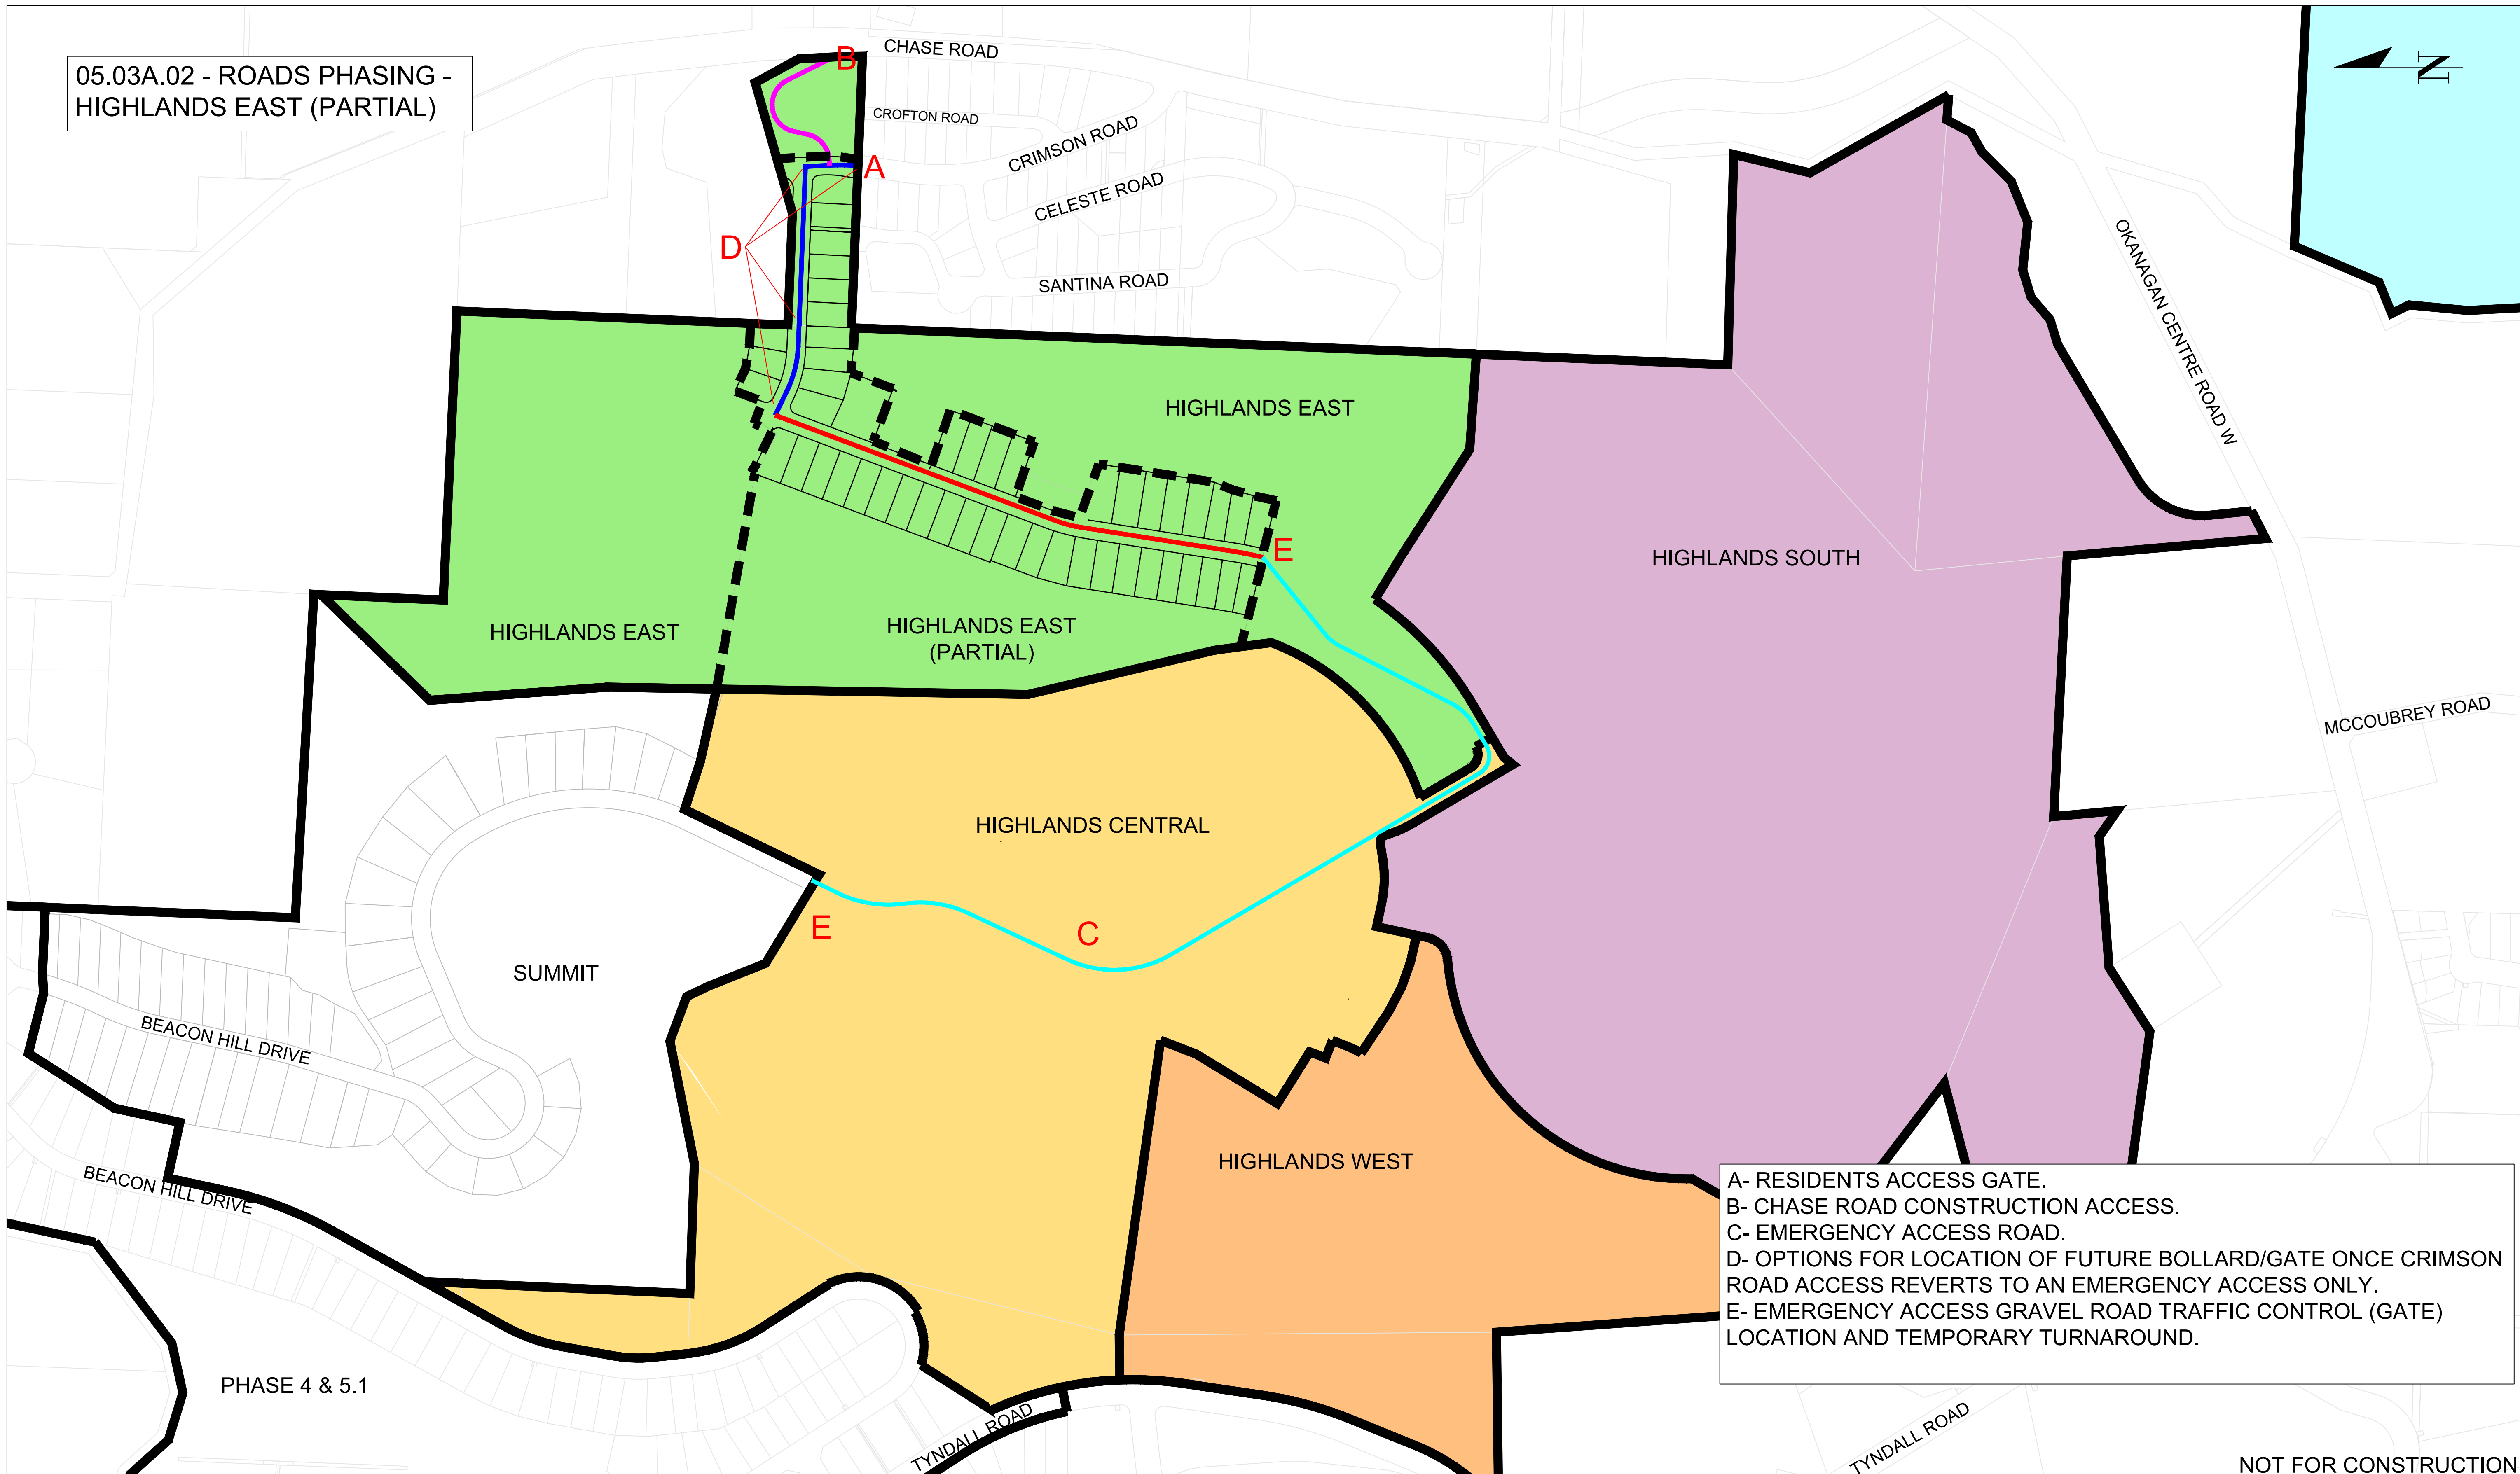 05.03A.02 - ROADS PHASING -
HIGHLANDS EAST (PARTIAL)
B
CHASE ROAD
N
CROFTON ROAD
CRIMSON ROAD
A
CELESTE ROAD
D
SANTINA ROAD
OKANAGAN CENTRE ROAD W
HIGHLANDS EAST
E
HIGHLANDS SOUTH
HIGHLANDS EAST
HIGHLANDS EAST
(PARTIAL)
MCCOUBREY ROAD
HIGHLANDS CENTRAL
E
C
SUMMIT
BEACON HILL DRIVE
HIGHLANDS WEST
BEACON HILL DRIVE
A- RESIDENTS ACCESS GATE.
B- CHASE ROAD CONSTRUCTION ACCESS.
C- EMERGENCY ACCESS ROAD.
D- OPTIONS FOR LOCATION OF FUTURE BOLLARD/GATE ONCE CRIMSON
ROAD ACCESS REVERTS TO AN EMERGENCY ACCESS ONLY.
E- EMERGENCY ACCESS GRAVEL ROAD TRAFFIC CONTROL (GATE)
LOCATION AND TEMPORARY TURNAROUND.
PHASE 4 & 5.1
TYNDALL ROAD
TYNDALL ROAD
NOT FOR CONSTRUCTION